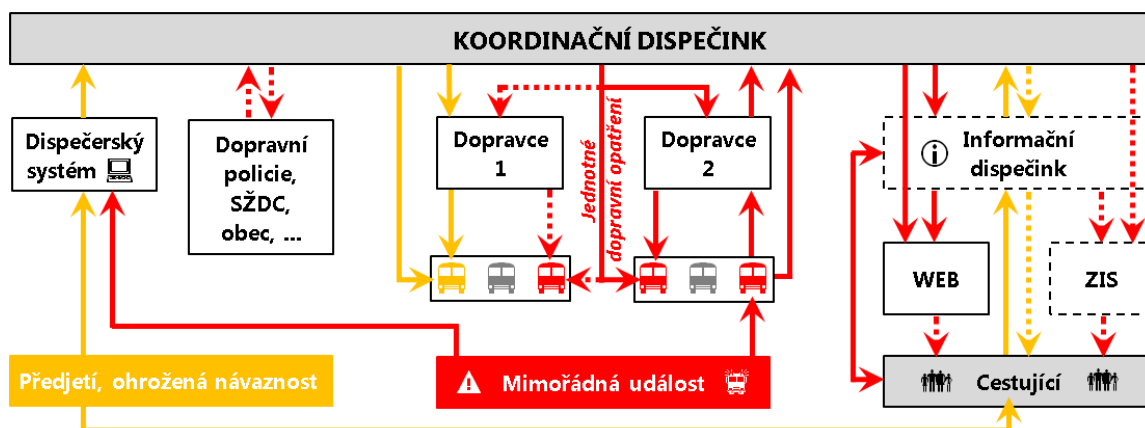 KOORDINAČNÍ DISPEČINK
Dispečerský
systém
Dopravní
policie,
SŽDC,
obec, ...
Dopravce
1
Jednotné
dopravní opatření
Dopravce
2
Informační
dispečink
WEB
ZIS
Předjetí, ohrožená návaznost
Mimořádná událost
Cestující